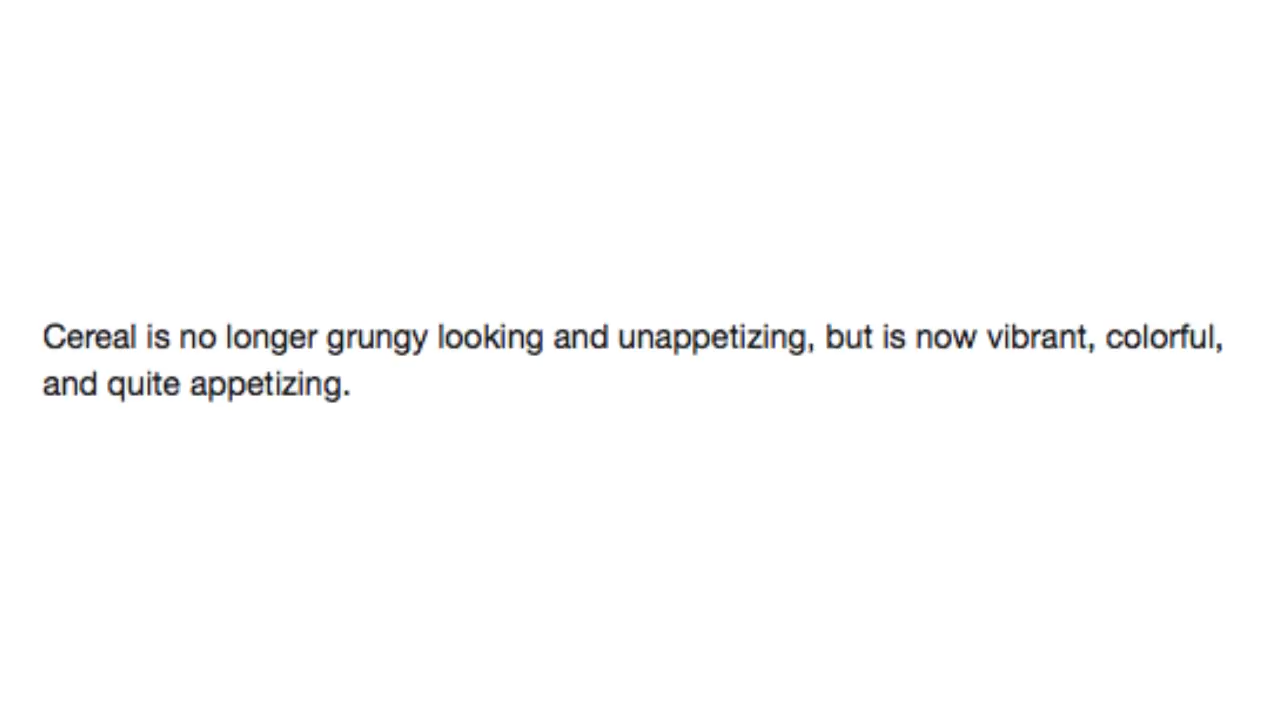 Cereal is no longer grungy looking and unappetizing, but is now vibrant, colorful,
and quite appetizing.